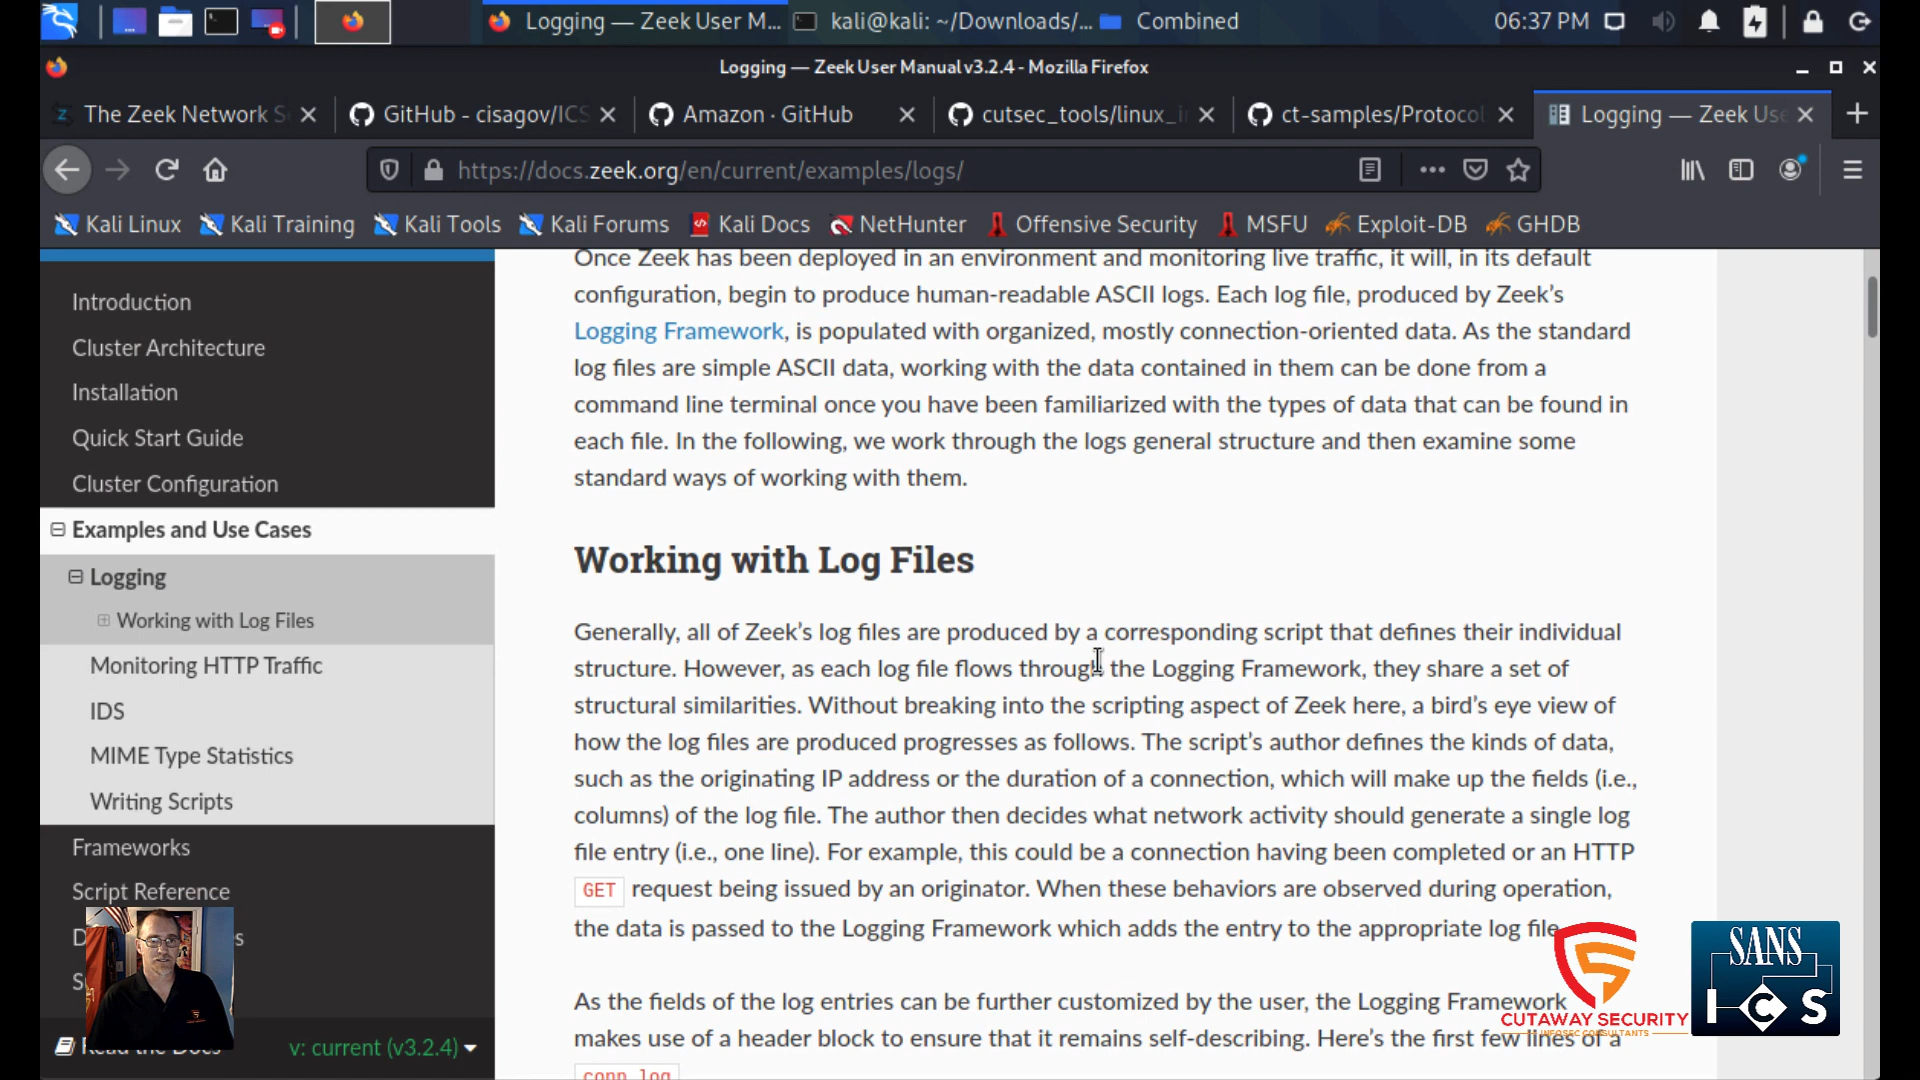 Logging — Zeek User M...
kali@kali: ~/Downloads/...
Combined
06:37 PM
Logging — Zeek User Manual v3.2.4 - Mozilla Firefox
The Zeek Network S
GitHub - cisagov/ICS
Amazon · GitHub
cutsec_tools/linux_i
ct-samples/Protocol
Logging — Zeek Use
https://docs.zeek.org/en/current/examples/logs/
Kali Linux
Kali Training
Kali Tools
Kali Forums
Kali Docs
NetHunter
Offensive Security
MSFU
Exploit-DB
GHDB
Introduction
Cluster Architecture
Installation
Quick Start Guide
Cluster Configuration
Examples and Use Cases
Logging
Working with Log Files
Monitoring HTTP Traffic
IDS
MIME Type Statistics
Writing Scripts
Frameworks
Script Reference
Read the Docs
v: current (v3.2.4)
Once Zeek has been deployed in an environment and monitoring live traffic, it will, in its default
configuration, begin to produce human-readable ASCII logs. Each log file, produced by Zeek’s
Logging Framework, is populated with organized, mostly connection-oriented data. As the standard
log files are simple ASCII data, working with the data contained in them can be done from a
command line terminal once you have been familiarized with the types of data that can be found in
each file. In the following, we work through the logs general structure and then examine some
standard ways of working with them.
Working with Log Files
Generally, all of Zeek’s log files are produced by a corresponding script that defines their individual
structure. However, as each log file flows through the Logging Framework, they share a set of
structural similarities. Without breaking into the scripting aspect of Zeek here, a bird’s eye view of
how the log files are produced progresses as follows. The script’s author defines the kinds of data,
such as the originating IP address or the duration of a connection, which will make up the fields (i.e.,
columns) of the log file. The author then decides what network activity should generate a single log
file entry (i.e., one line). For example, this could be a connection having been completed or an HTTP
GET request being issued by an originator. When these behaviors are observed during operation,
the data is passed to the Logging Framework which adds the entry to the appropriate log file
As the fields of the log entries can be further customized by the user, the Logging Framework
makes use of a header block to ensure that it remains self-describing. Here’s the first few lines of a
conn.log
CUTAWAY SECURITY
INFOSEC CONSULTANTS
SANS
ICS